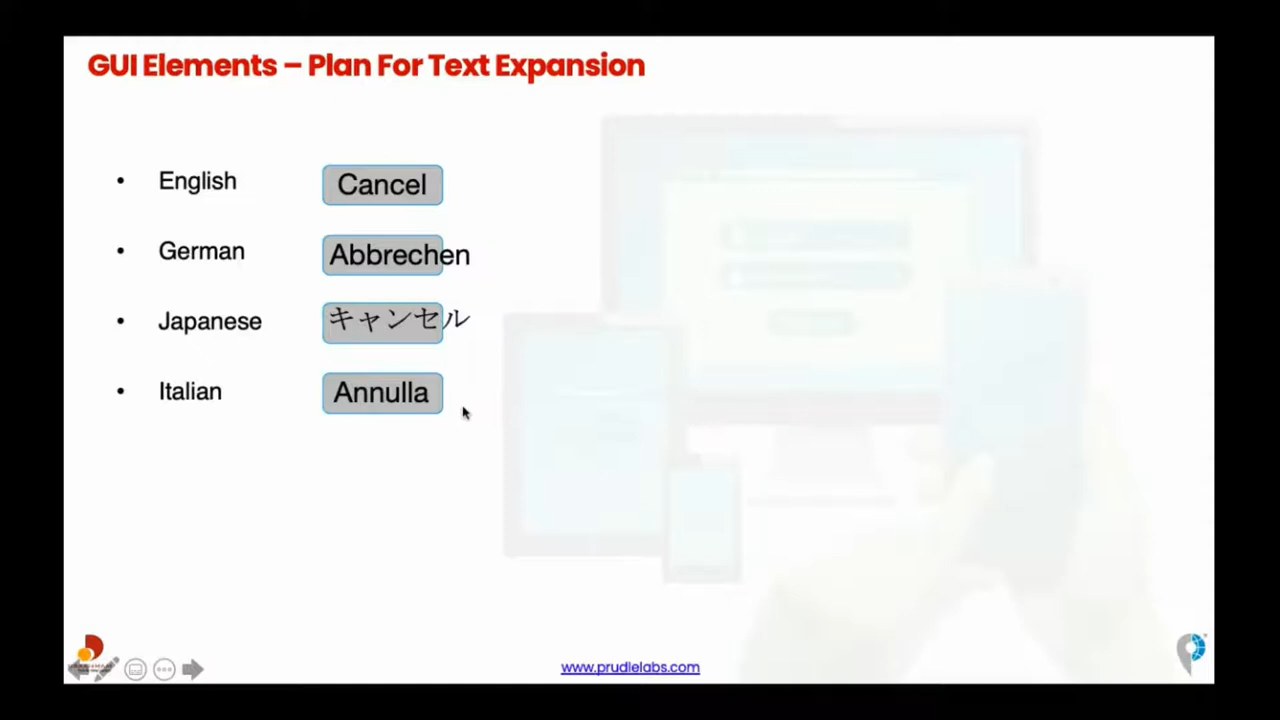 GUI Elements – Plan For Text Expansion
• English Cancel
• German Abbrechen
• Japanese キャンセル
• Italian Annulla
www.prudlelabs.com